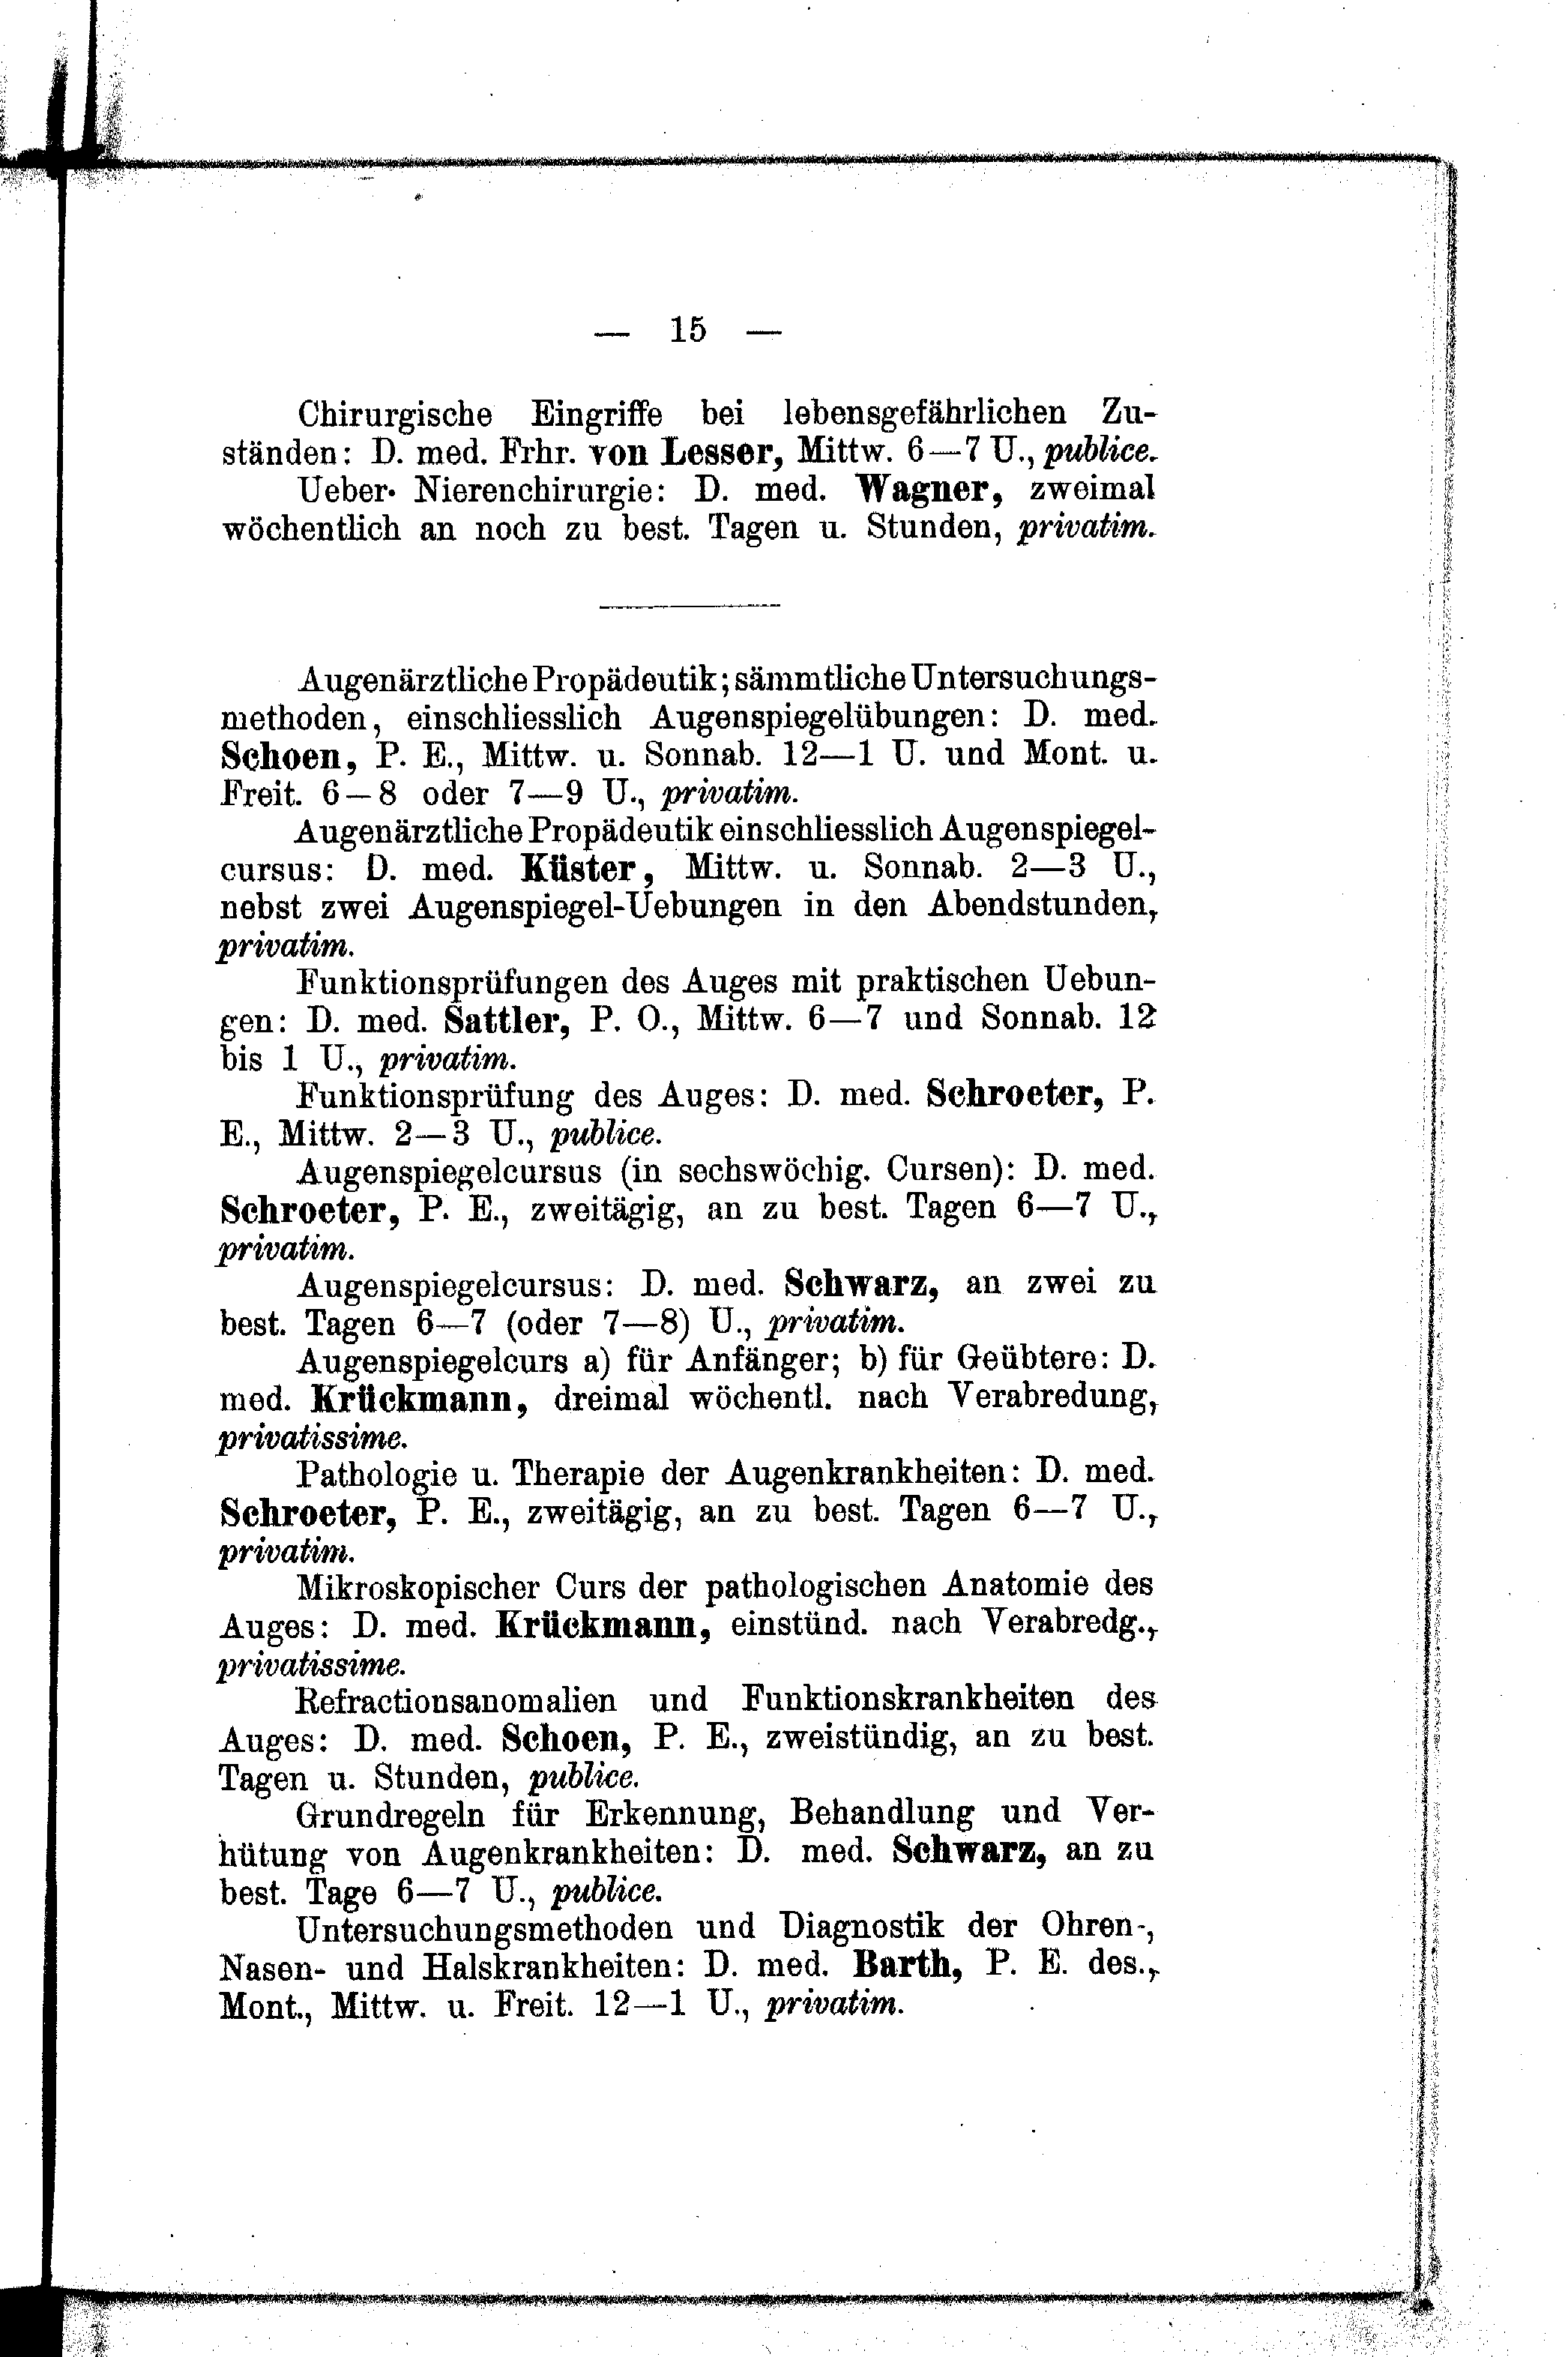 — 15 —
Chirurgische Eingriffe bei lebensgefährlichen Zu-
ständen: D. med. Frhr. von Lesser, Mittw. 6—7 U., publice.
Ueber Nierenchirurgie: D. med. Wagner, zweimal
wöchentlich an noch zu best. Tagen u. Stunden, privatim.
Augenärztliche Propädeutik; sämmtliche Untersuchungs-
methoden, einschliesslich Augenspiegelübungen: D. med.
Schoen, P. E., Mittw. u. Sonnab. 12—1 U. und Mont. u.
Freit. 6—8 oder 7—9 U., privatim.
Augenärztliche Propädeutik einschliesslich Augenspiegel-
cursus: D. med. Küster, Mittw. u. Sonnab. 2—3 U.,
nebst zwei Augenspiegel-Uebungen in den Abendstunden,
privatim.
Funktionsprüfungen des Auges mit praktischen Uebun-
gen: D. med. Sattler, P. O., Mittw. 6—7 und Sonnab. 12
bis 1 U., privatim.
Funktionsprüfung des Auges: D. med. Schroeter, P.
E., Mittw. 2—3 U., publice.
Augenspiegelcursus (in sechswöchig. Cursen): D. med.
Schroeter, P. E., zweitägig, an zu best. Tagen 6—7 U.,
privatim.
Augenspiegelcursus: D. med. Schwarz, an zwei zu
best. Tagen 6—7 (oder 7—8) U., privatim.
Augenspiegelcurs a) für Anfänger; b) für Geübtere: D.
med. Krückmann, dreimal wöchentl. nach Verabredung,
privatissime.
Pathologie u. Therapie der Augenkrankheiten: D. med.
Schroeter, P. E., zweitägig, an zu best. Tagen 6—7 U.,
privatim.
Mikroskopischer Curs der pathologischen Anatomie des
Auges: D. med. Krückmann, einstünd. nach Verabredg.,
privatissime.
Refractionsanomalien und Funktionskrankheiten des
Auges: D. med. Schoen, P. E., zweistündig, an zu best.
Tagen u. Stunden, publice.
Grundregeln für Erkennung, Behandlung und Ver-
hütung von Augenkrankheiten: D. med. Schwarz, an zu
best. Tage 6—7 U., publice.
Untersuchungsmethoden und Diagnostik der Ohren-,
Nasen- und Halskrankheiten: D. med. Barth, P. E. des.,
Mont., Mittw. u. Freit. 12—1 U., privatim.